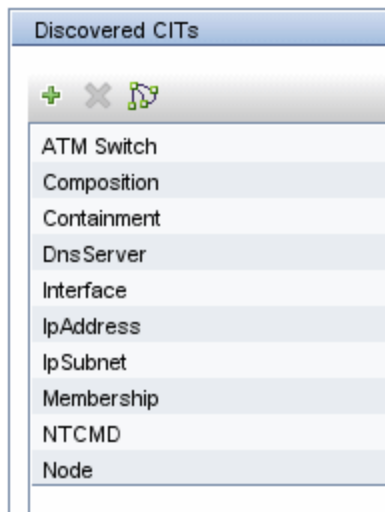 Discovered CITs
ATM Switch
Composition
Containment
DnsServer
Interface
IpAddress
IpSubnet
Membership
NTCMD
Node